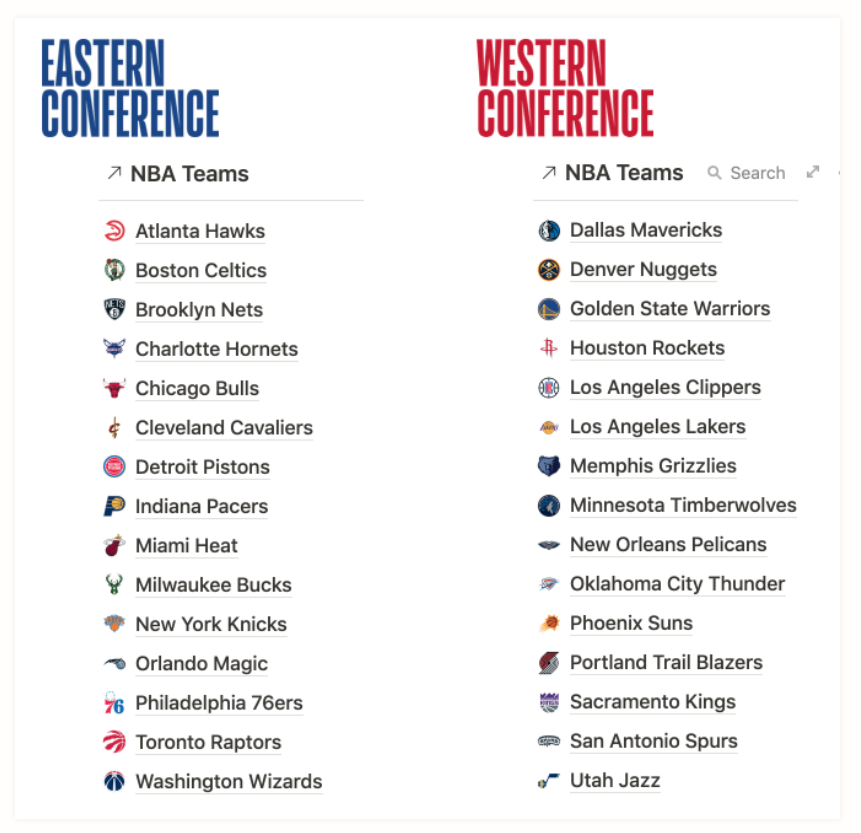 EASTERN
CONFERENCE
↗ NBA Teams
Atlanta Hawks
Boston Celtics
Brooklyn Nets
Charlotte Hornets
Chicago Bulls
Cleveland Cavaliers
Detroit Pistons
Indiana Pacers
Miami Heat
Milwaukee Bucks
New York Knicks
Orlando Magic
Philadelphia 76ers
Toronto Raptors
Washington Wizards
WESTERN
CONFERENCE
↗ NBA Teams Search
Dallas Mavericks
Denver Nuggets
Golden State Warriors
Houston Rockets
Los Angeles Clippers
Los Angeles Lakers
Memphis Grizzlies
Minnesota Timberwolves
New Orleans Pelicans
Oklahoma City Thunder
Phoenix Suns
Portland Trail Blazers
Sacramento Kings
San Antonio Spurs
Utah Jazz